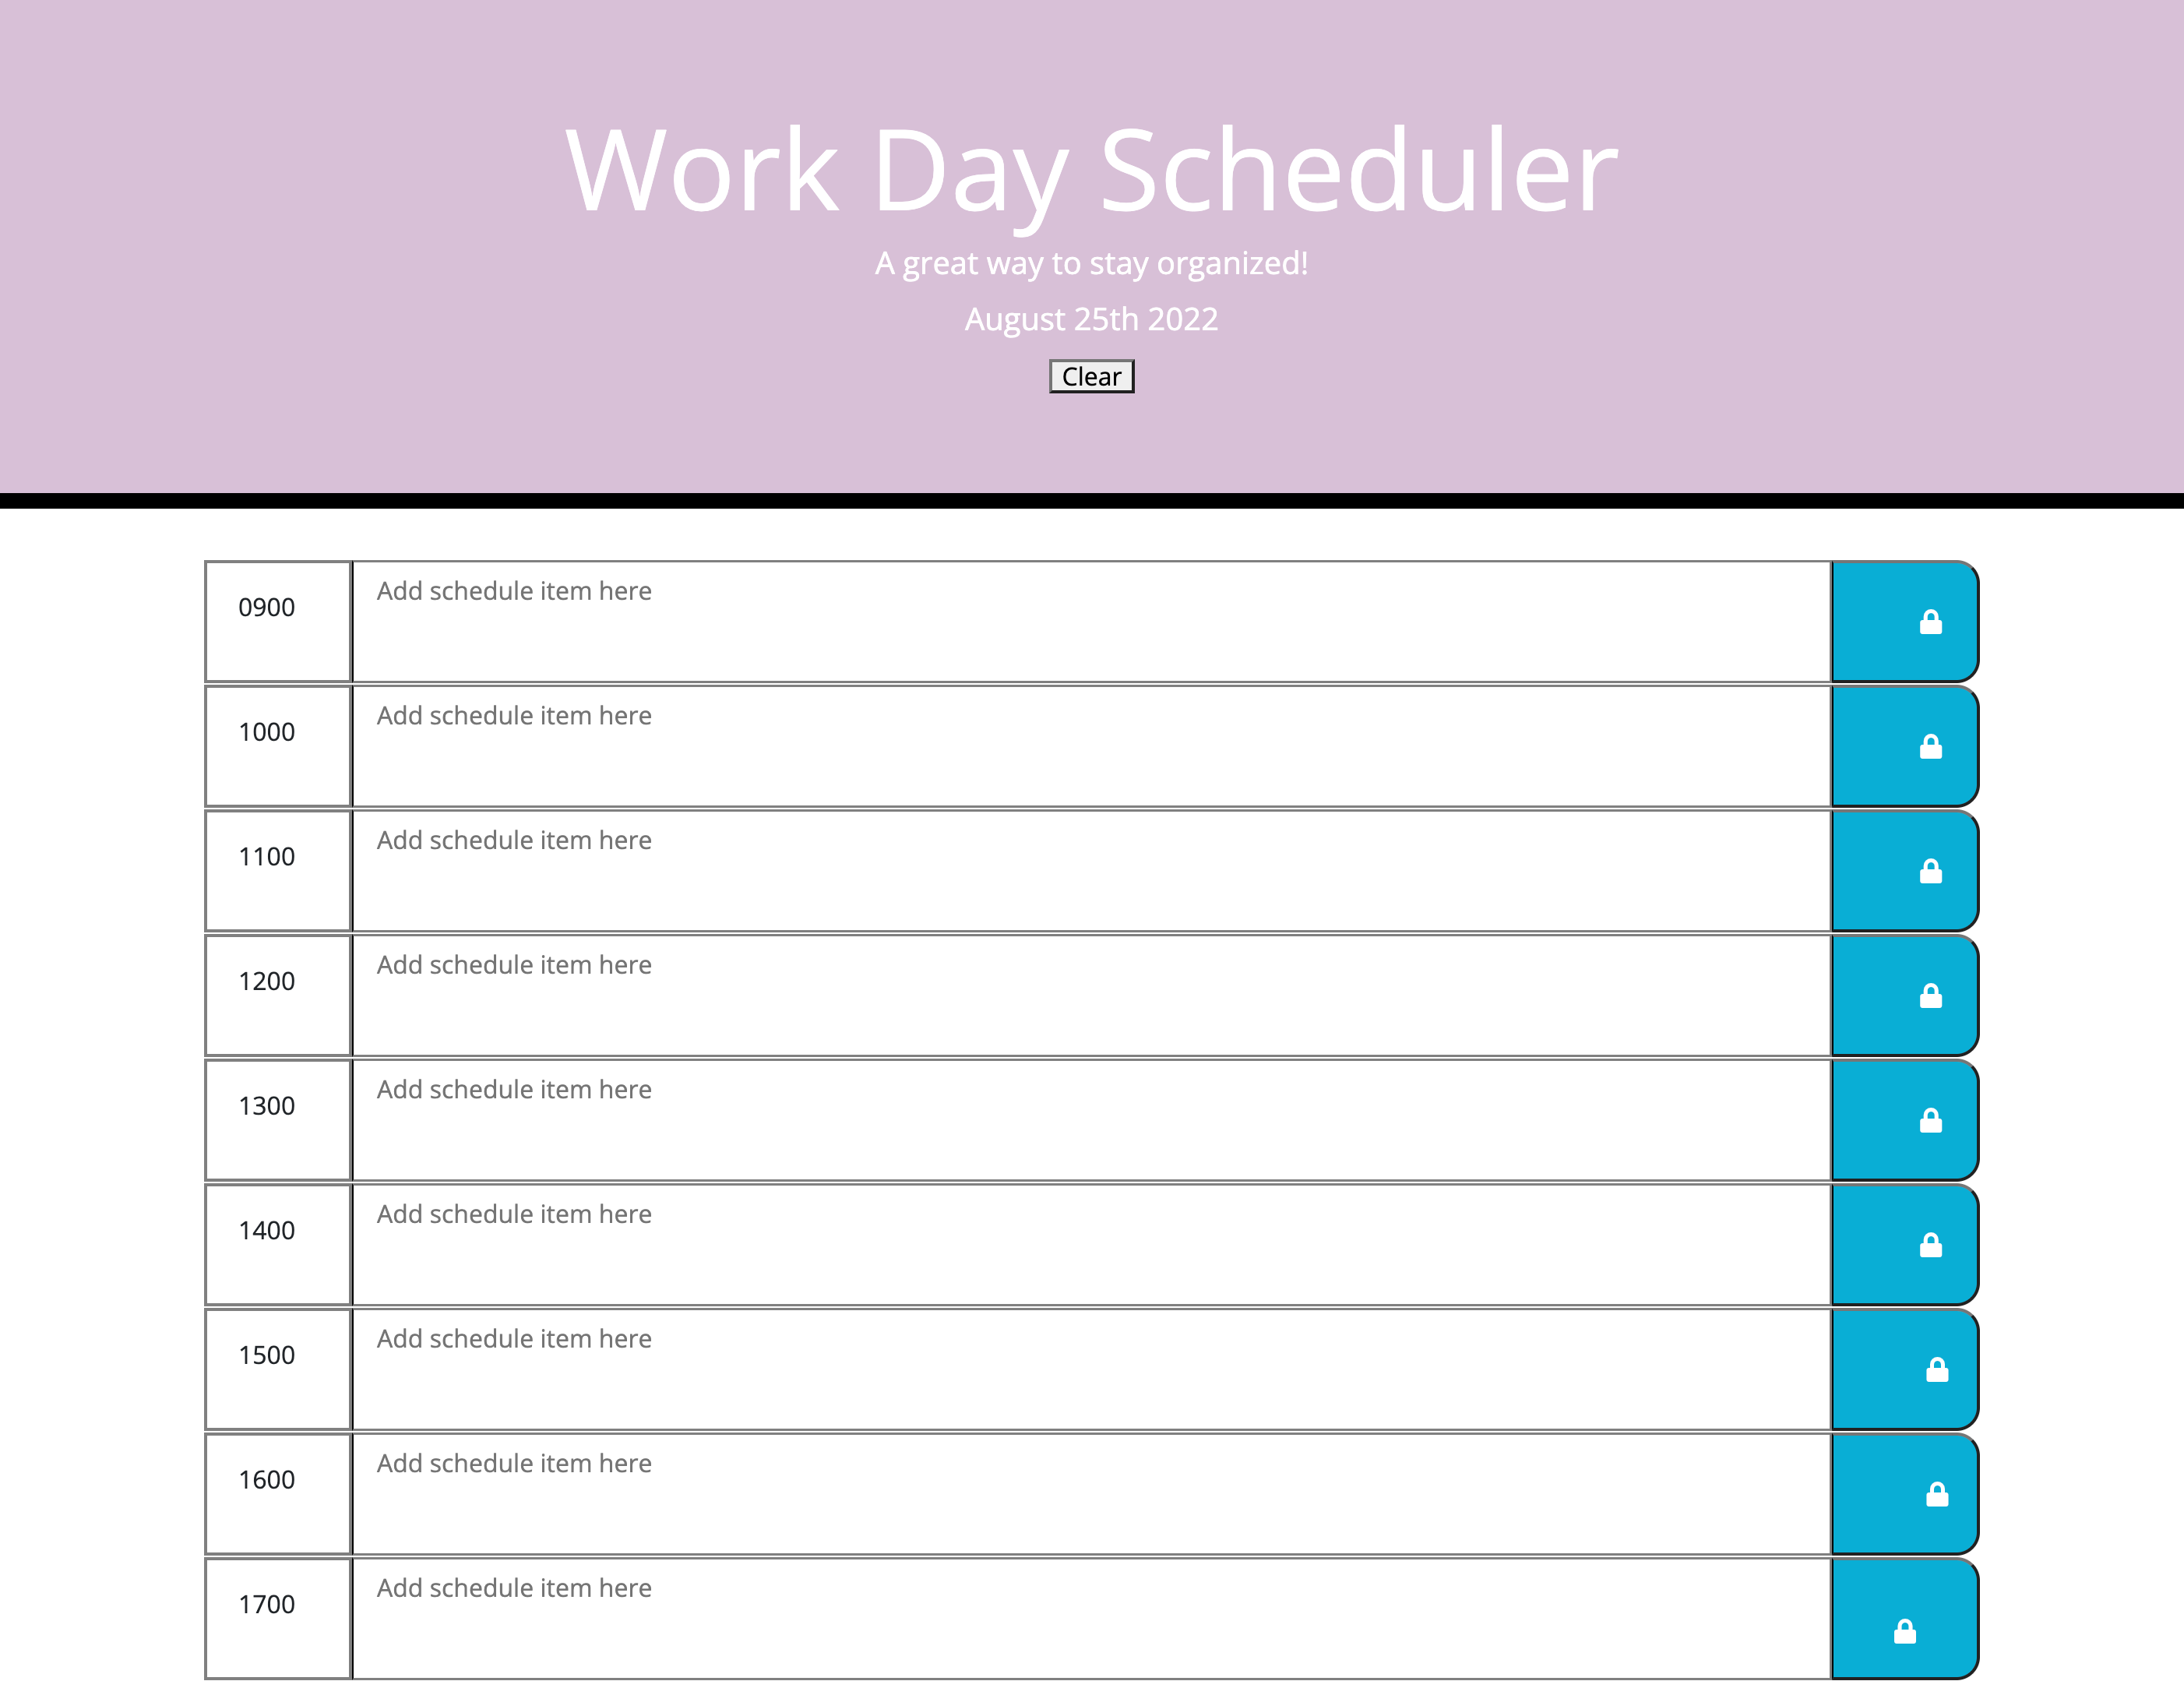 Work Day Scheduler
A great way to stay organized!
August 25th 2022
Clear
0900 Add schedule item here
1000 Add schedule item here
1100 Add schedule item here
1200 Add schedule item here
1300 Add schedule item here
1400 Add schedule item here
1500 Add schedule item here
1600 Add schedule item here
1700 Add schedule item here